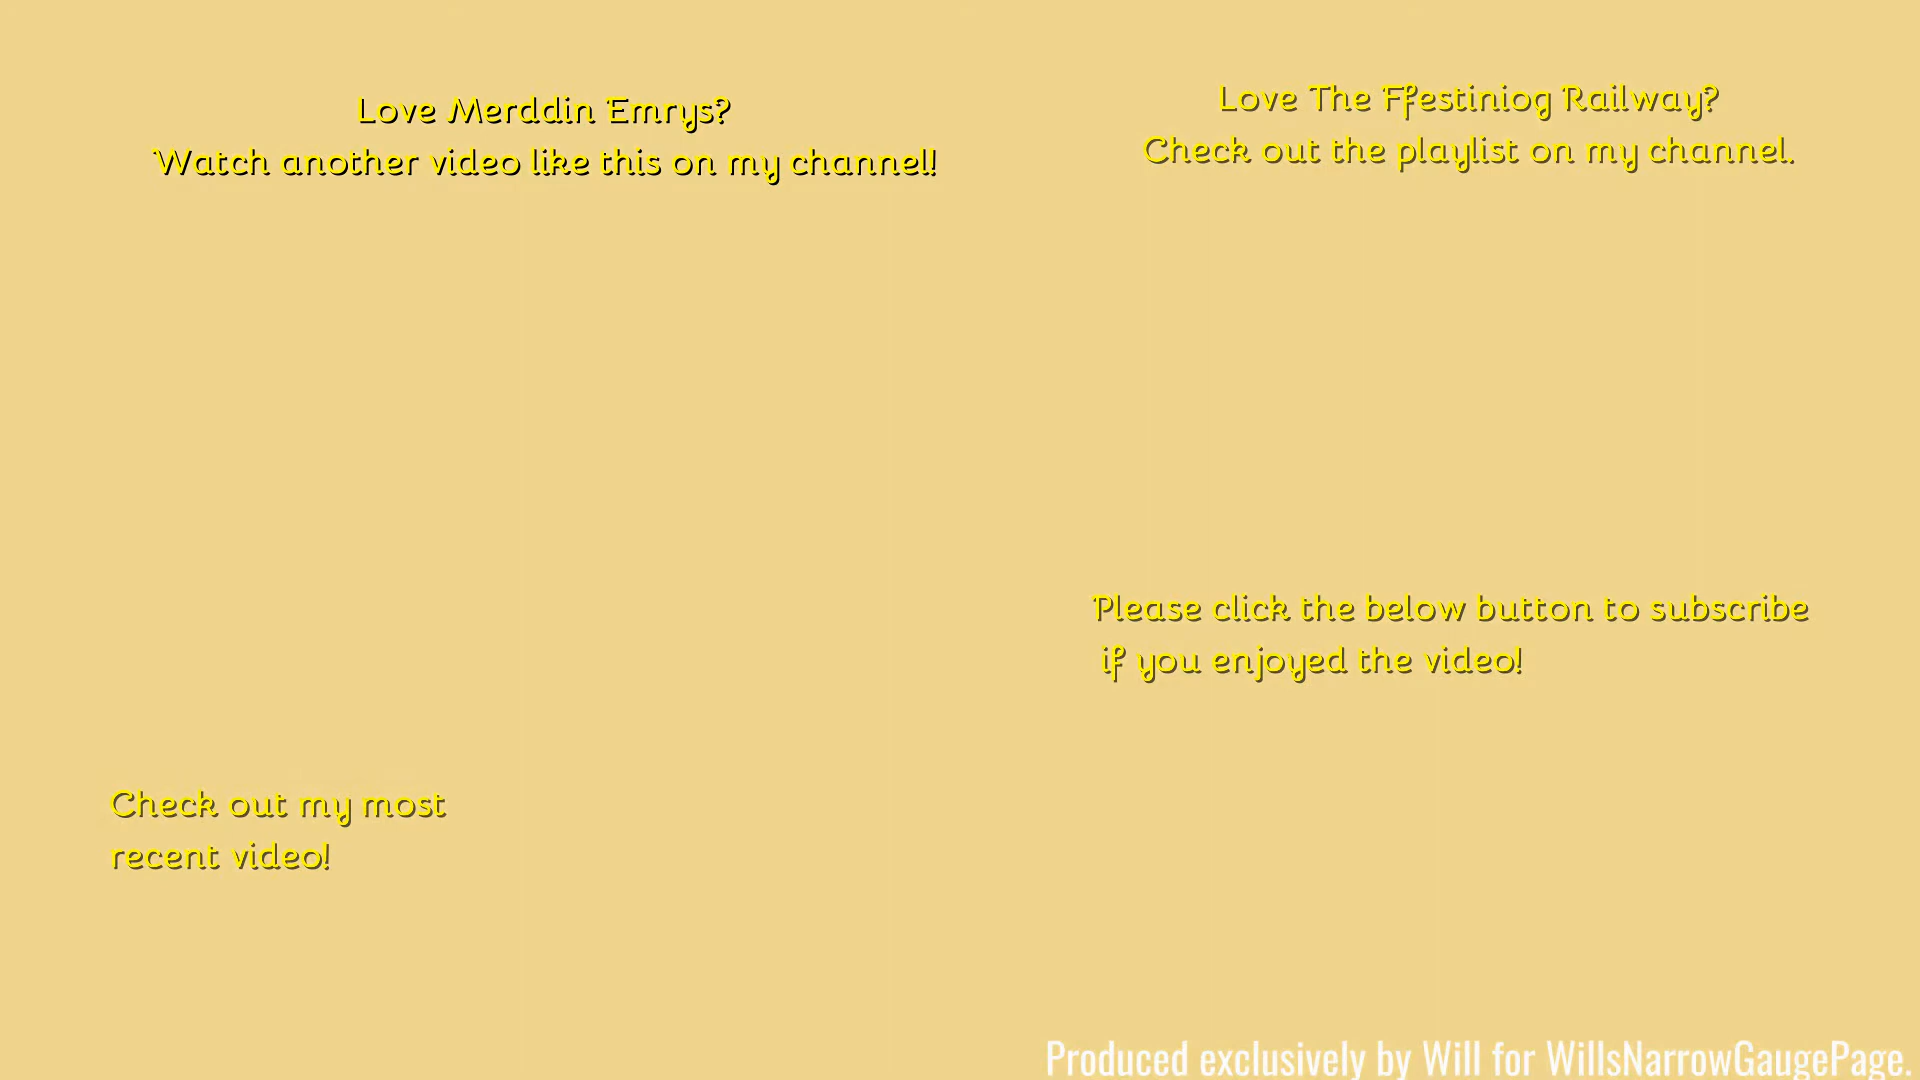 Love Merddin Emrys?
Watch another video like this on my channel!
Love The Ffestiniog Railway?
Check out the playlist on my channel.
Please click the below button to subscribe
if you enjoyed the video!
Check out my most
recent video!
Produced exclusively by Will for WillsNarrowGaugePage.